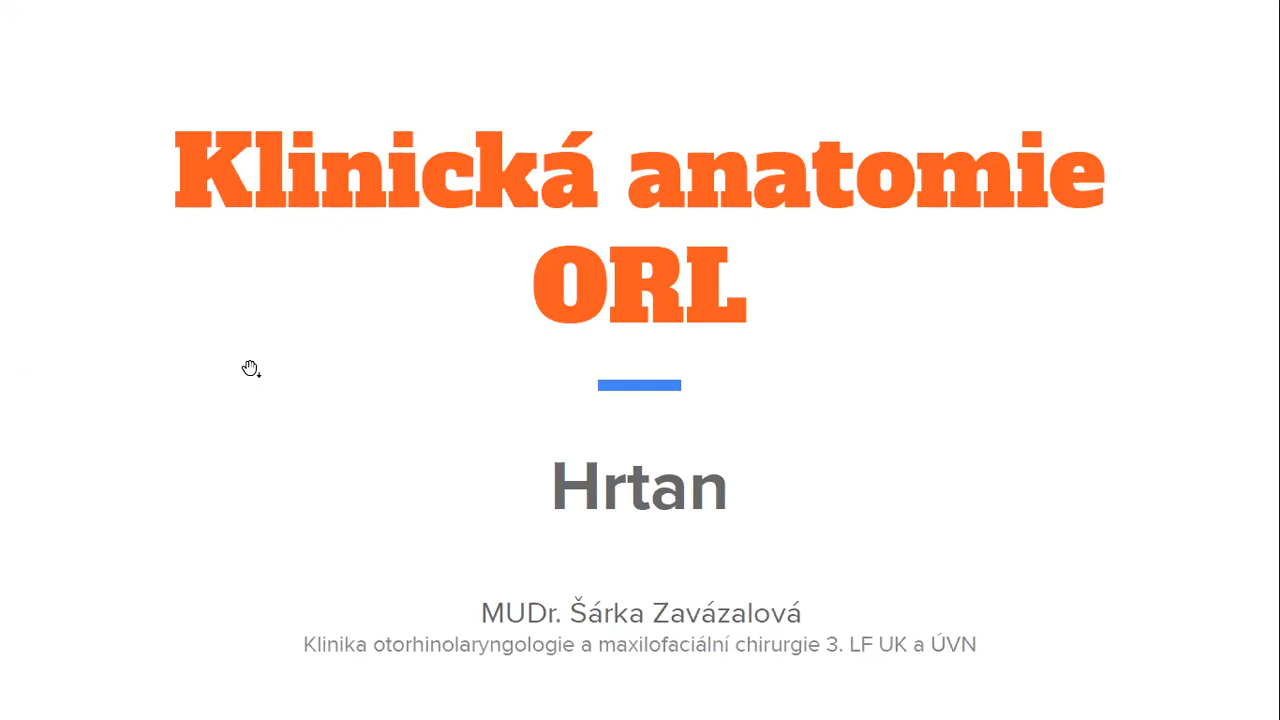 Klinická anatomie
ORL
Hrtan
MUDr. Šárka Zavázalová
Klinika otorhinolaryngologie a maxilofaciální chirurgie 3. LF UK a ÚVN